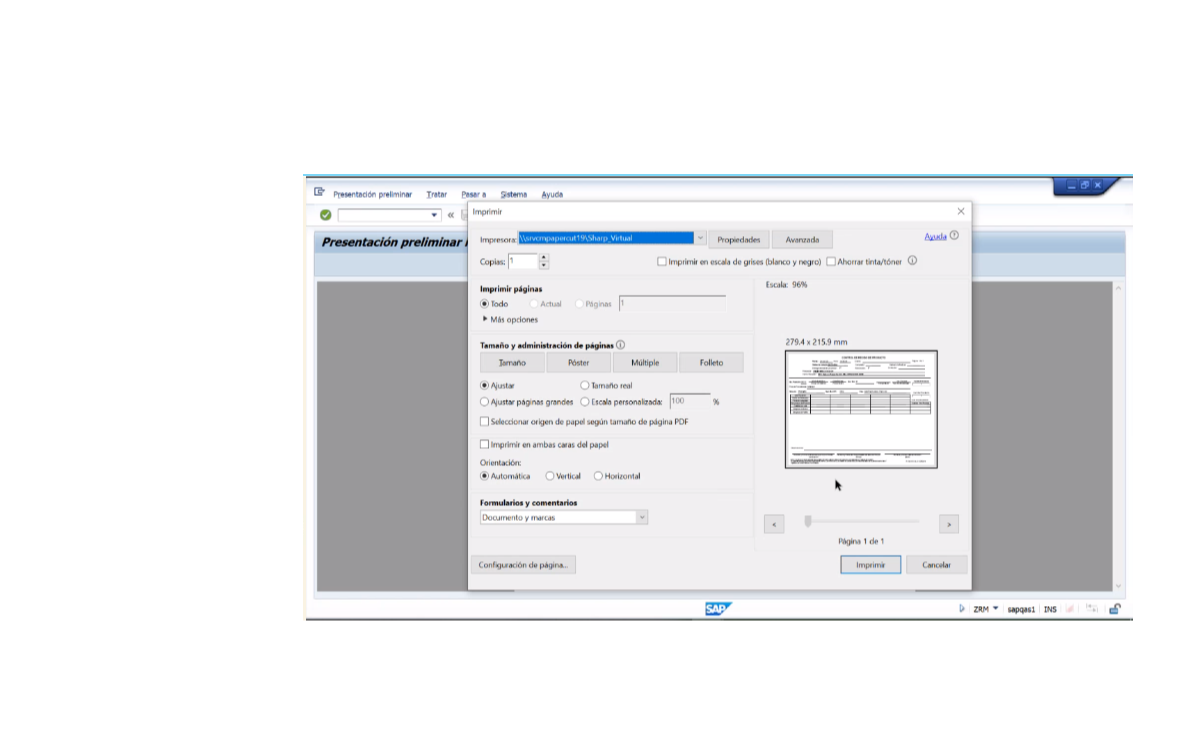 Presentación preliminar Tratar Pasar a Sistema Ayuda
Imprimir
Presentación preliminar
Impresora: \\srvcmpapercut19\Sharp_Virtual Propiedades Avanzada Ayuda
Copias: 1 Imprimir en escala de grises (blanco y negro) Ahorrar tinta/tóner
Imprimir páginas
Todo Actual Páginas 1
Más opciones
Escala: 96%
Tamaño y administración de páginas
Tamaño Póster Múltiple Folleto
Ajustar Tamaño real
Ajustar páginas grandes Escala personalizada: 100 %
Seleccionar origen de papel según tamaño de página PDF
Imprimir en ambas caras del papel
Orientación:
Automática Vertical Horizontal
Formularios y comentarios
Documento y marcas
279.4 x 215.9 mm
< >
Página 1 de 1
Configuración de página... Imprimir Cancelar
SAP ZRM sapqas1 INS